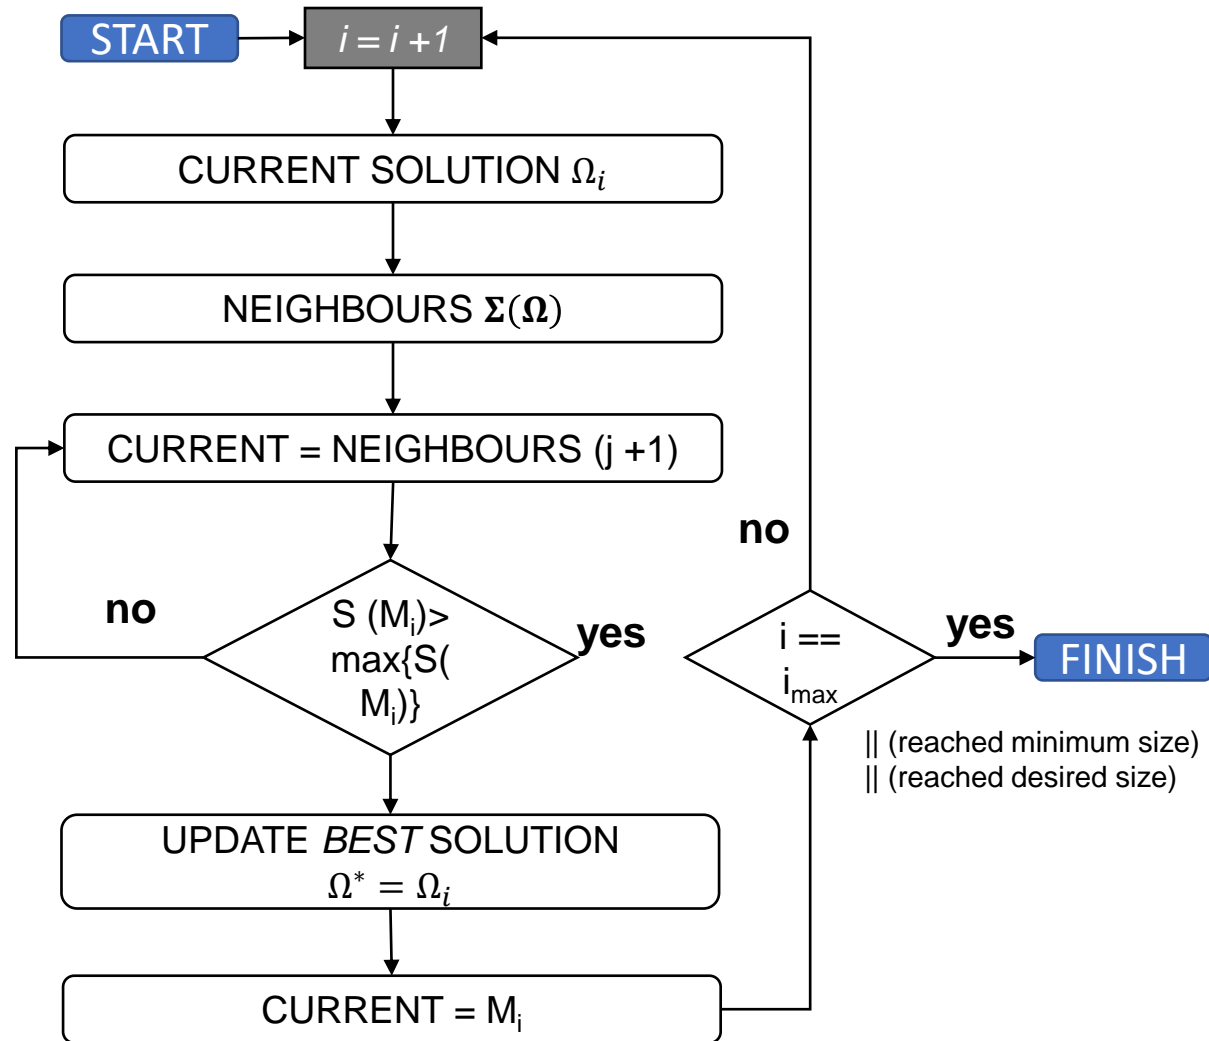 START
i = i +1
CURRENT SOLUTION Ωᵢ
NEIGHBOURS Σ(Ω)
CURRENT = NEIGHBOURS (j +1)
no
S (Mᵢ)>
max{S(
Mᵢ)}
yes
UPDATE BEST SOLUTION
Ω* = Ωᵢ
CURRENT = Mᵢ
no
i ==
iₘₐₓ
yes
FINISH
|| (reached minimum size)
|| (reached desired size)